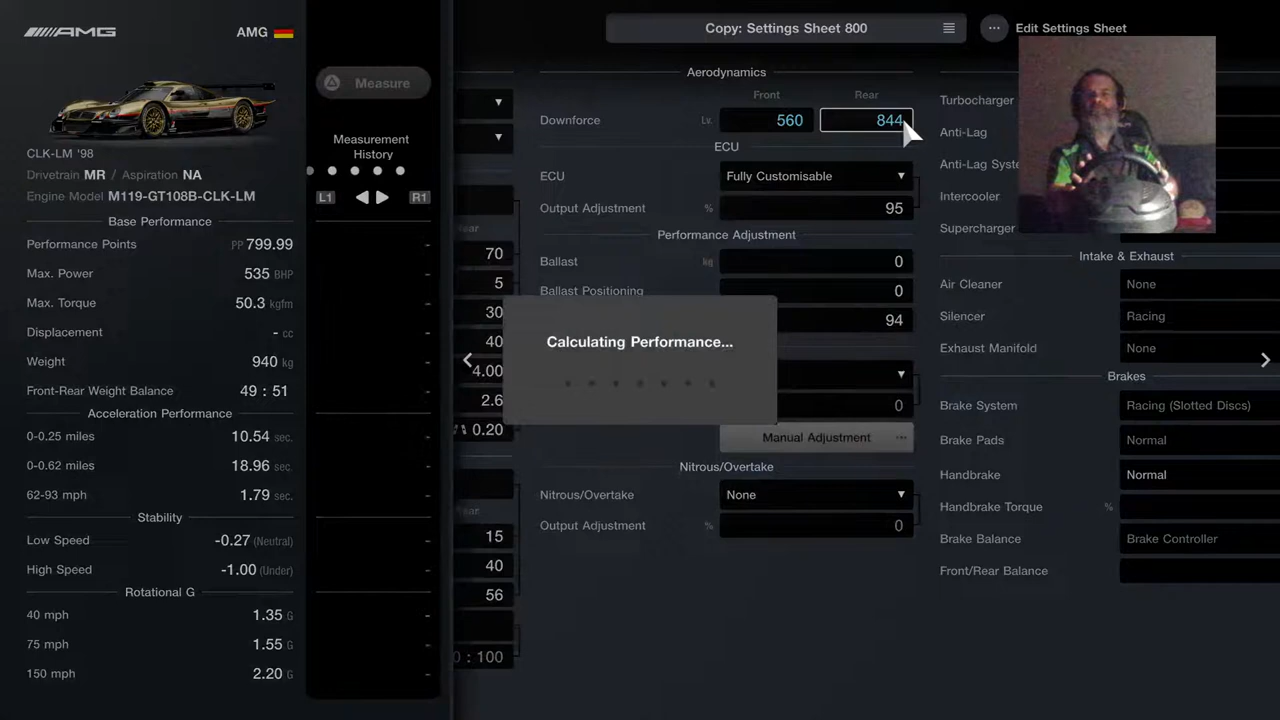 AMG
AMG
CLK-LM '98
Drivetrain MR / Aspiration NA
Engine Model M119-GT108B-CLK-LM
Base Performance
Performance Points PP 799.99
Max. Power 535 BHP
Max. Torque 50.3 kgfm
Displacement - cc
Weight 940 kg
Front-Rear Weight Balance 49 : 51
Acceleration Performance
0-0.25 miles 10.54 sec.
0-0.62 miles 18.96 sec.
62-93 mph 1.79 sec.
Stability
Low Speed -0.27 (Neutral)
High Speed -1.00 (Under)
Rotational G
40 mph 1.35 G
75 mph 1.55 G
150 mph 2.20 G
Measure
Measurement
History
L1 R1
70
5
30
40
4.00
2.6
0.20
15
40
56
0 : 100
Copy: Settings Sheet 800
Edit Settings Sheet
Aerodynamics
Front Rear
Downforce Lv. 560 844
ECU
ECU Fully Customisable
Output Adjustment % 95
Performance Adjustment
Ballast kg 0
Ballast Positioning 0
94
Calculating Performance...
0
Manual Adjustment
Nitrous/Overtake
Nitrous/Overtake None
Output Adjustment % 0
Turbocharger
Anti-Lag
Anti-Lag Syste
Intercooler
Supercharger
Intake & Exhaust
Air Cleaner None
Silencer Racing
Exhaust Manifold None
Brakes
Brake System Racing (Slotted Discs)
Brake Pads Normal
Handbrake Normal
Handbrake Torque %
Brake Balance Brake Controller
Front/Rear Balance